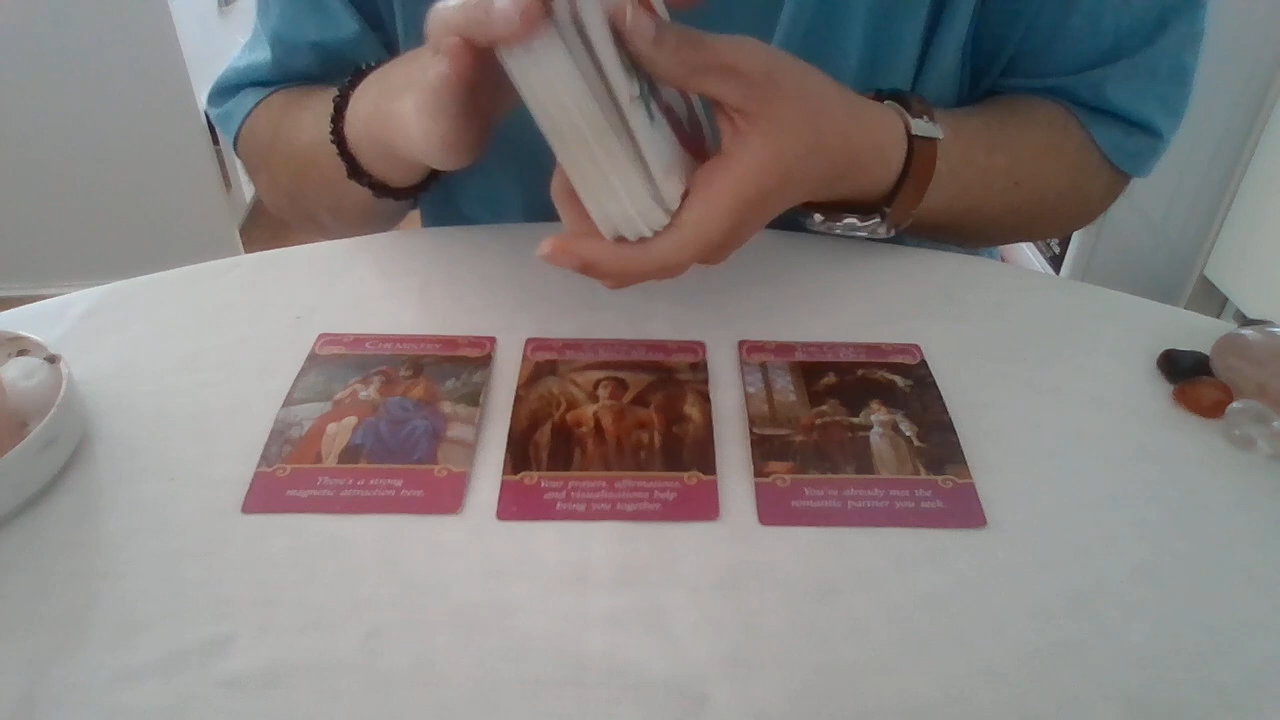 CHEMISTRY
There's a strong
magnetic attraction here.
Your prayers, affirmations,
and visualizations help
bring you together.
You've already met the
romantic partner you seek.